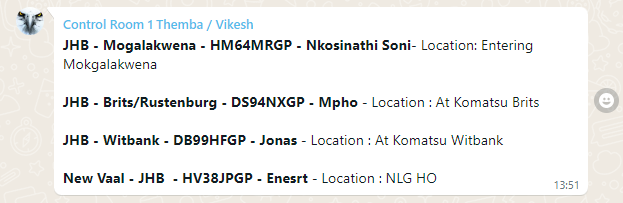 Control Room 1 Themba / Vikesh
JHB - Mogalakwena - HM64MRGP - Nkosinathi Soni- Location: Entering
Mokgalakwena
JHB - Brits/Rustenburg - DS94NXGP - Mpho - Location : At Komatsu Brits
JHB - Witbank - DB99HFGP - Jonas - Location : At Komatsu Witbank
New Vaal - JHB - HV38JPGP - Enesrt - Location : NLG HO
13:51